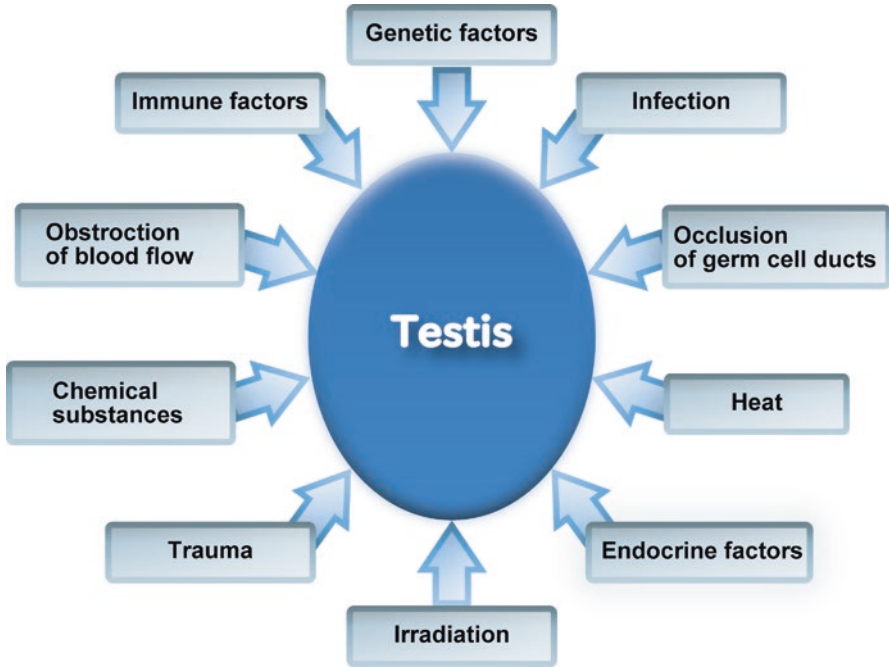 Genetic factors
Immune factors
Infection
Obstroction
of blood flow
Occlusion
of germ cell ducts
Testis
Chemical
substances
Heat
Trauma
Endocrine factors
Irradiation